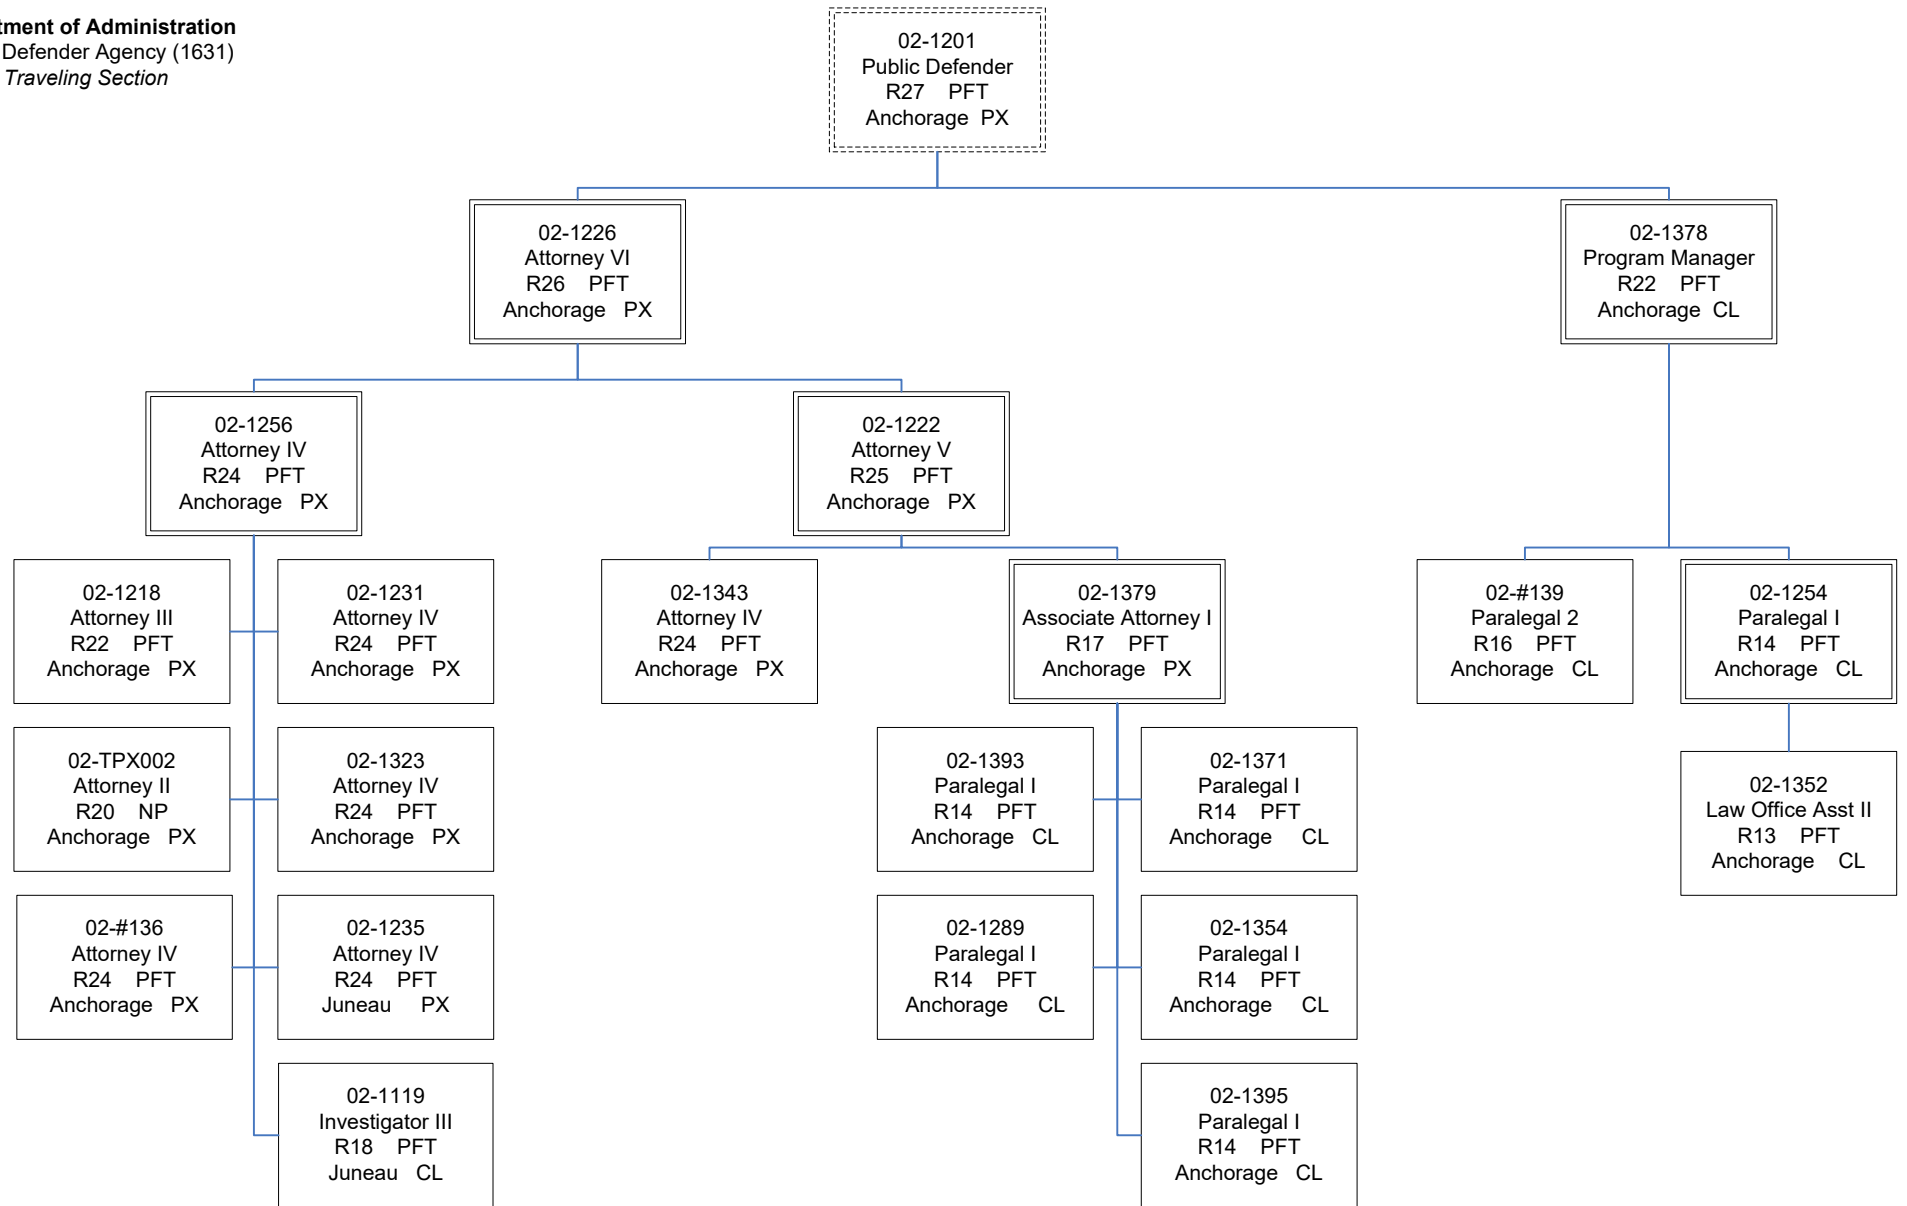 tment of Administration
Defender Agency (1631)
Traveling Section
02-1201
Public Defender
R27 PFT
Anchorage PX
02-1226
Attorney VI
R26 PFT
Anchorage PX
02-1378
Program Manager
R22 PFT
Anchorage CL
02-1256
Attorney IV
R24 PFT
Anchorage PX
02-1222
Attorney V
R25 PFT
Anchorage PX
02-1218
Attorney III
R22 PFT
Anchorage PX
02-1231
Attorney IV
R24 PFT
Anchorage PX
02-1343
Attorney IV
R24 PFT
Anchorage PX
02-1379
Associate Attorney I
R17 PFT
Anchorage PX
02-#139
Paralegal 2
R16 PFT
Anchorage CL
02-1254
Paralegal I
R14 PFT
Anchorage CL
02-TPX002
Attorney II
R20 NP
Anchorage PX
02-1323
Attorney IV
R24 PFT
Anchorage PX
02-1393
Paralegal I
R14 PFT
Anchorage CL
02-1371
Paralegal I
R14 PFT
Anchorage CL
02-1352
Law Office Asst II
R13 PFT
Anchorage CL
02-#136
Attorney IV
R24 PFT
Anchorage PX
02-1235
Attorney IV
R24 PFT
Juneau PX
02-1289
Paralegal I
R14 PFT
Anchorage CL
02-1354
Paralegal I
R14 PFT
Anchorage CL
02-1119
Investigator III
R18 PFT
Juneau CL
02-1395
Paralegal I
R14 PFT
Anchorage CL